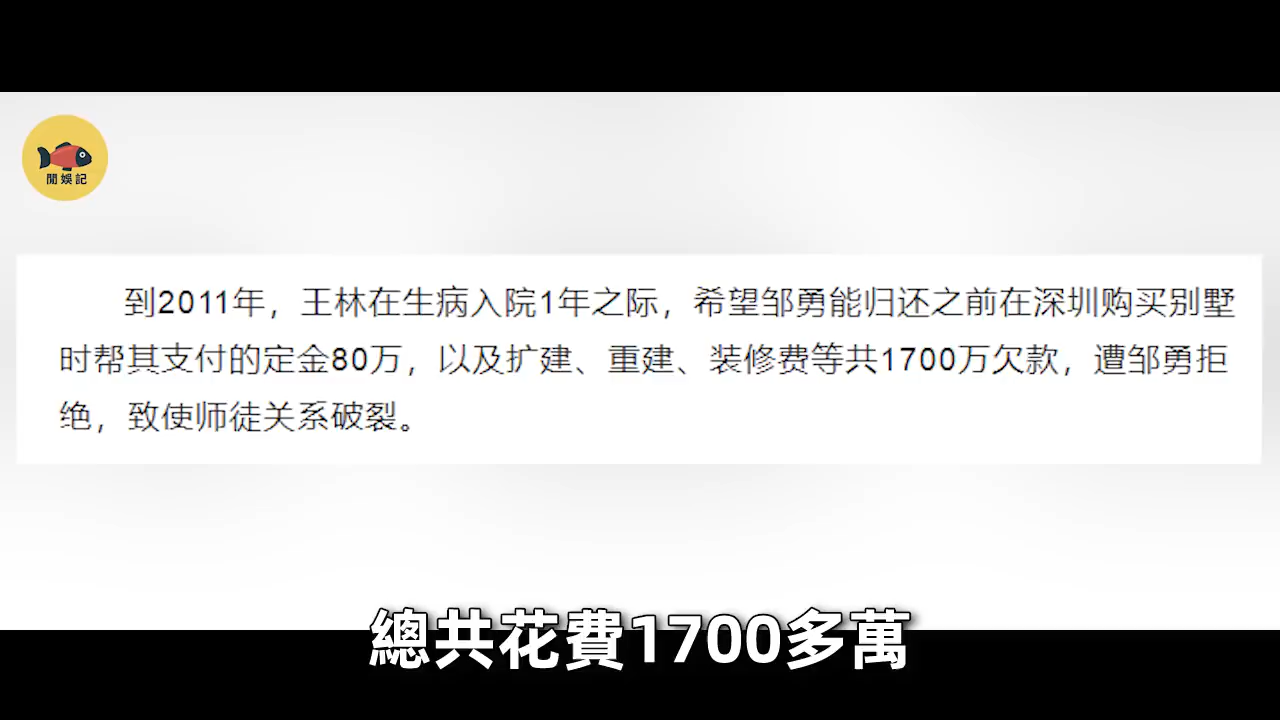 閒娛記
到2011年，王林在生病入院1年之际，希望邹勇能归还之前在深圳购买别墅
时帮其支付的定金80万，以及扩建、重建、装修费等共1700万欠款，遭邹勇拒
绝，致使师徒关系破裂。
總共花費1700多萬